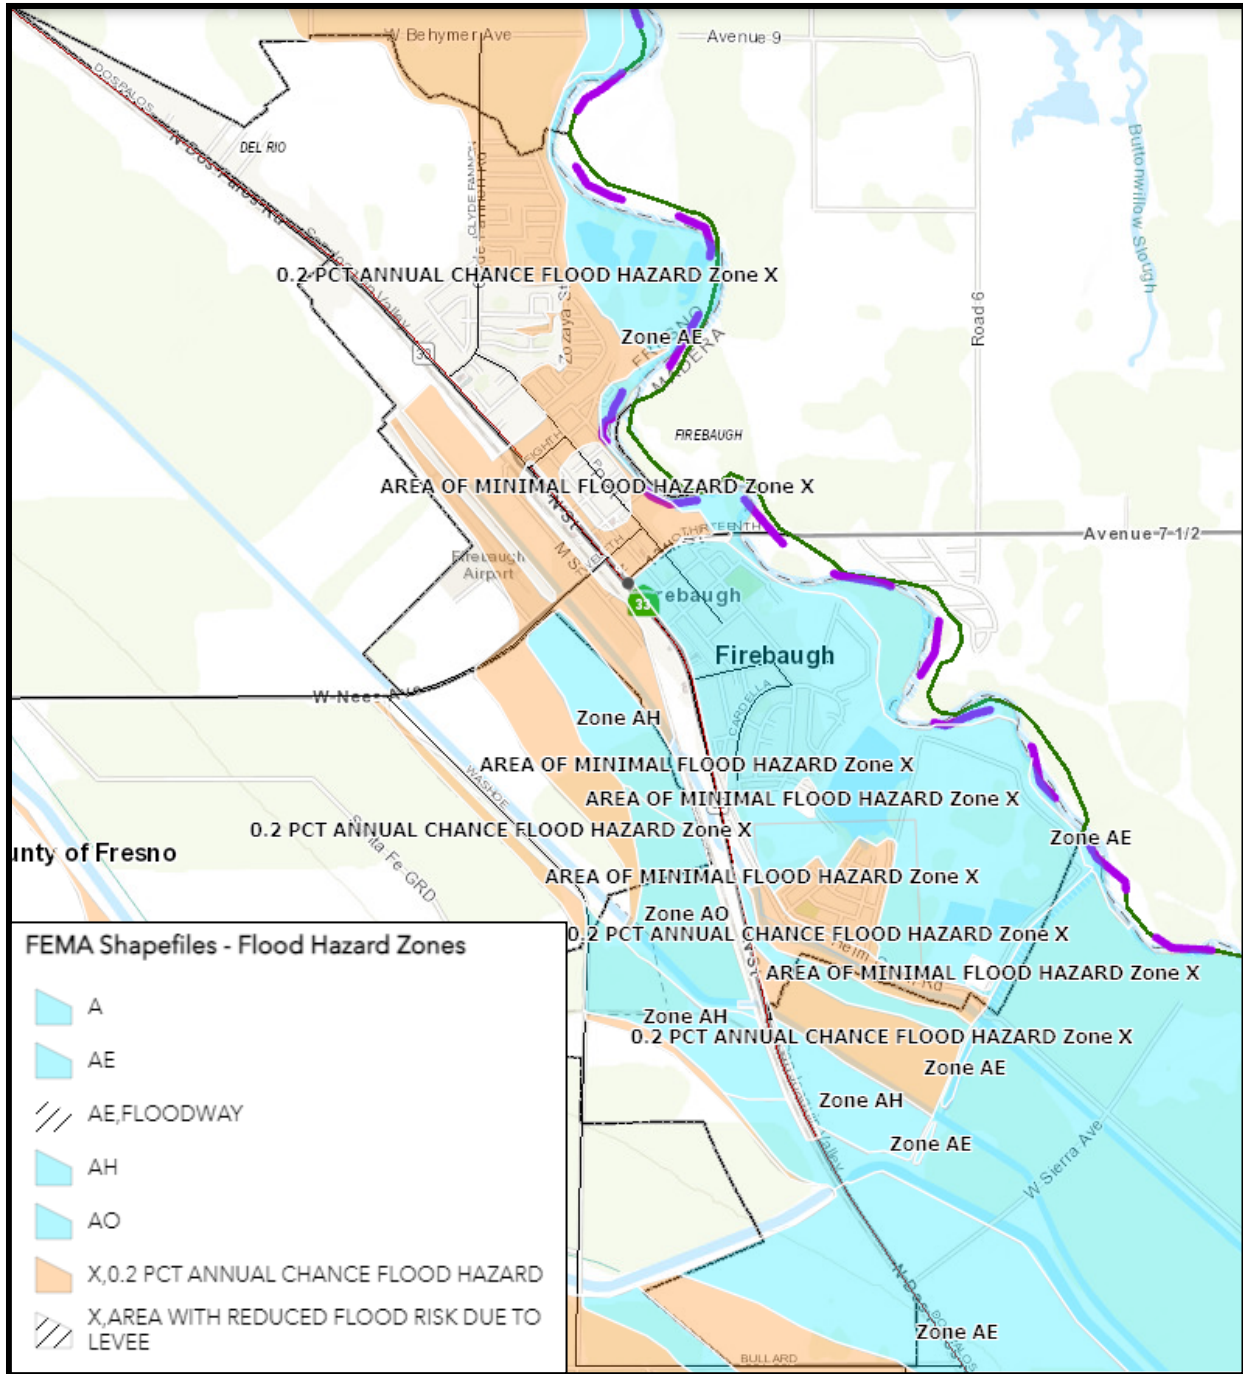 W Behymer Ave
Avenue 9
DOSPALOS
N Dos Palos Rd
DEL RIO
CLYDE FANNON
Buttonwillow Slough
0.2 PCT ANNUAL CHANCE FLOOD HAZARD Zone X
Zozaya St
Road 6
33
Zone AE
FRESNO
MADERA
FIREBAUGH
EIGHTH
AREA OF MINIMAL FLOOD HAZARD Zone X
N St
THIRTEENTH
Avenue 7-1/2
M St
Firebaugh
Airport
33
Firebaugh
W Nees Ave
CARDELLA
Zone AH
AREA OF MINIMAL FLOOD HAZARD Zone X
WASHOE
AREA OF MINIMAL FLOOD HAZARD Zone X
0.2 PCT ANNUAL CHANCE FLOOD HAZARD Zone X
Zone AE
unty of Fresno
Santa Fe-GRD
AREA OF MINIMAL FLOOD HAZARD Zone X
Zone AO
0.2 PCT ANNUAL CHANCE FLOOD HAZARD Zone X
AREA OF MINIMAL FLOOD HAZARD Zone X
Zone AH
0.2 PCT ANNUAL CHANCE FLOOD HAZARD Zone X
Zone AE
Zone AH
Zone AE
W Sierra Ave
Zone AE
BULLARD
FEMA Shapefiles - Flood Hazard Zones
A
AE
AE,FLOODWAY
AH
AO
X,0.2 PCT ANNUAL CHANCE FLOOD HAZARD
X,AREA WITH REDUCED FLOOD RISK DUE TO
LEVEE